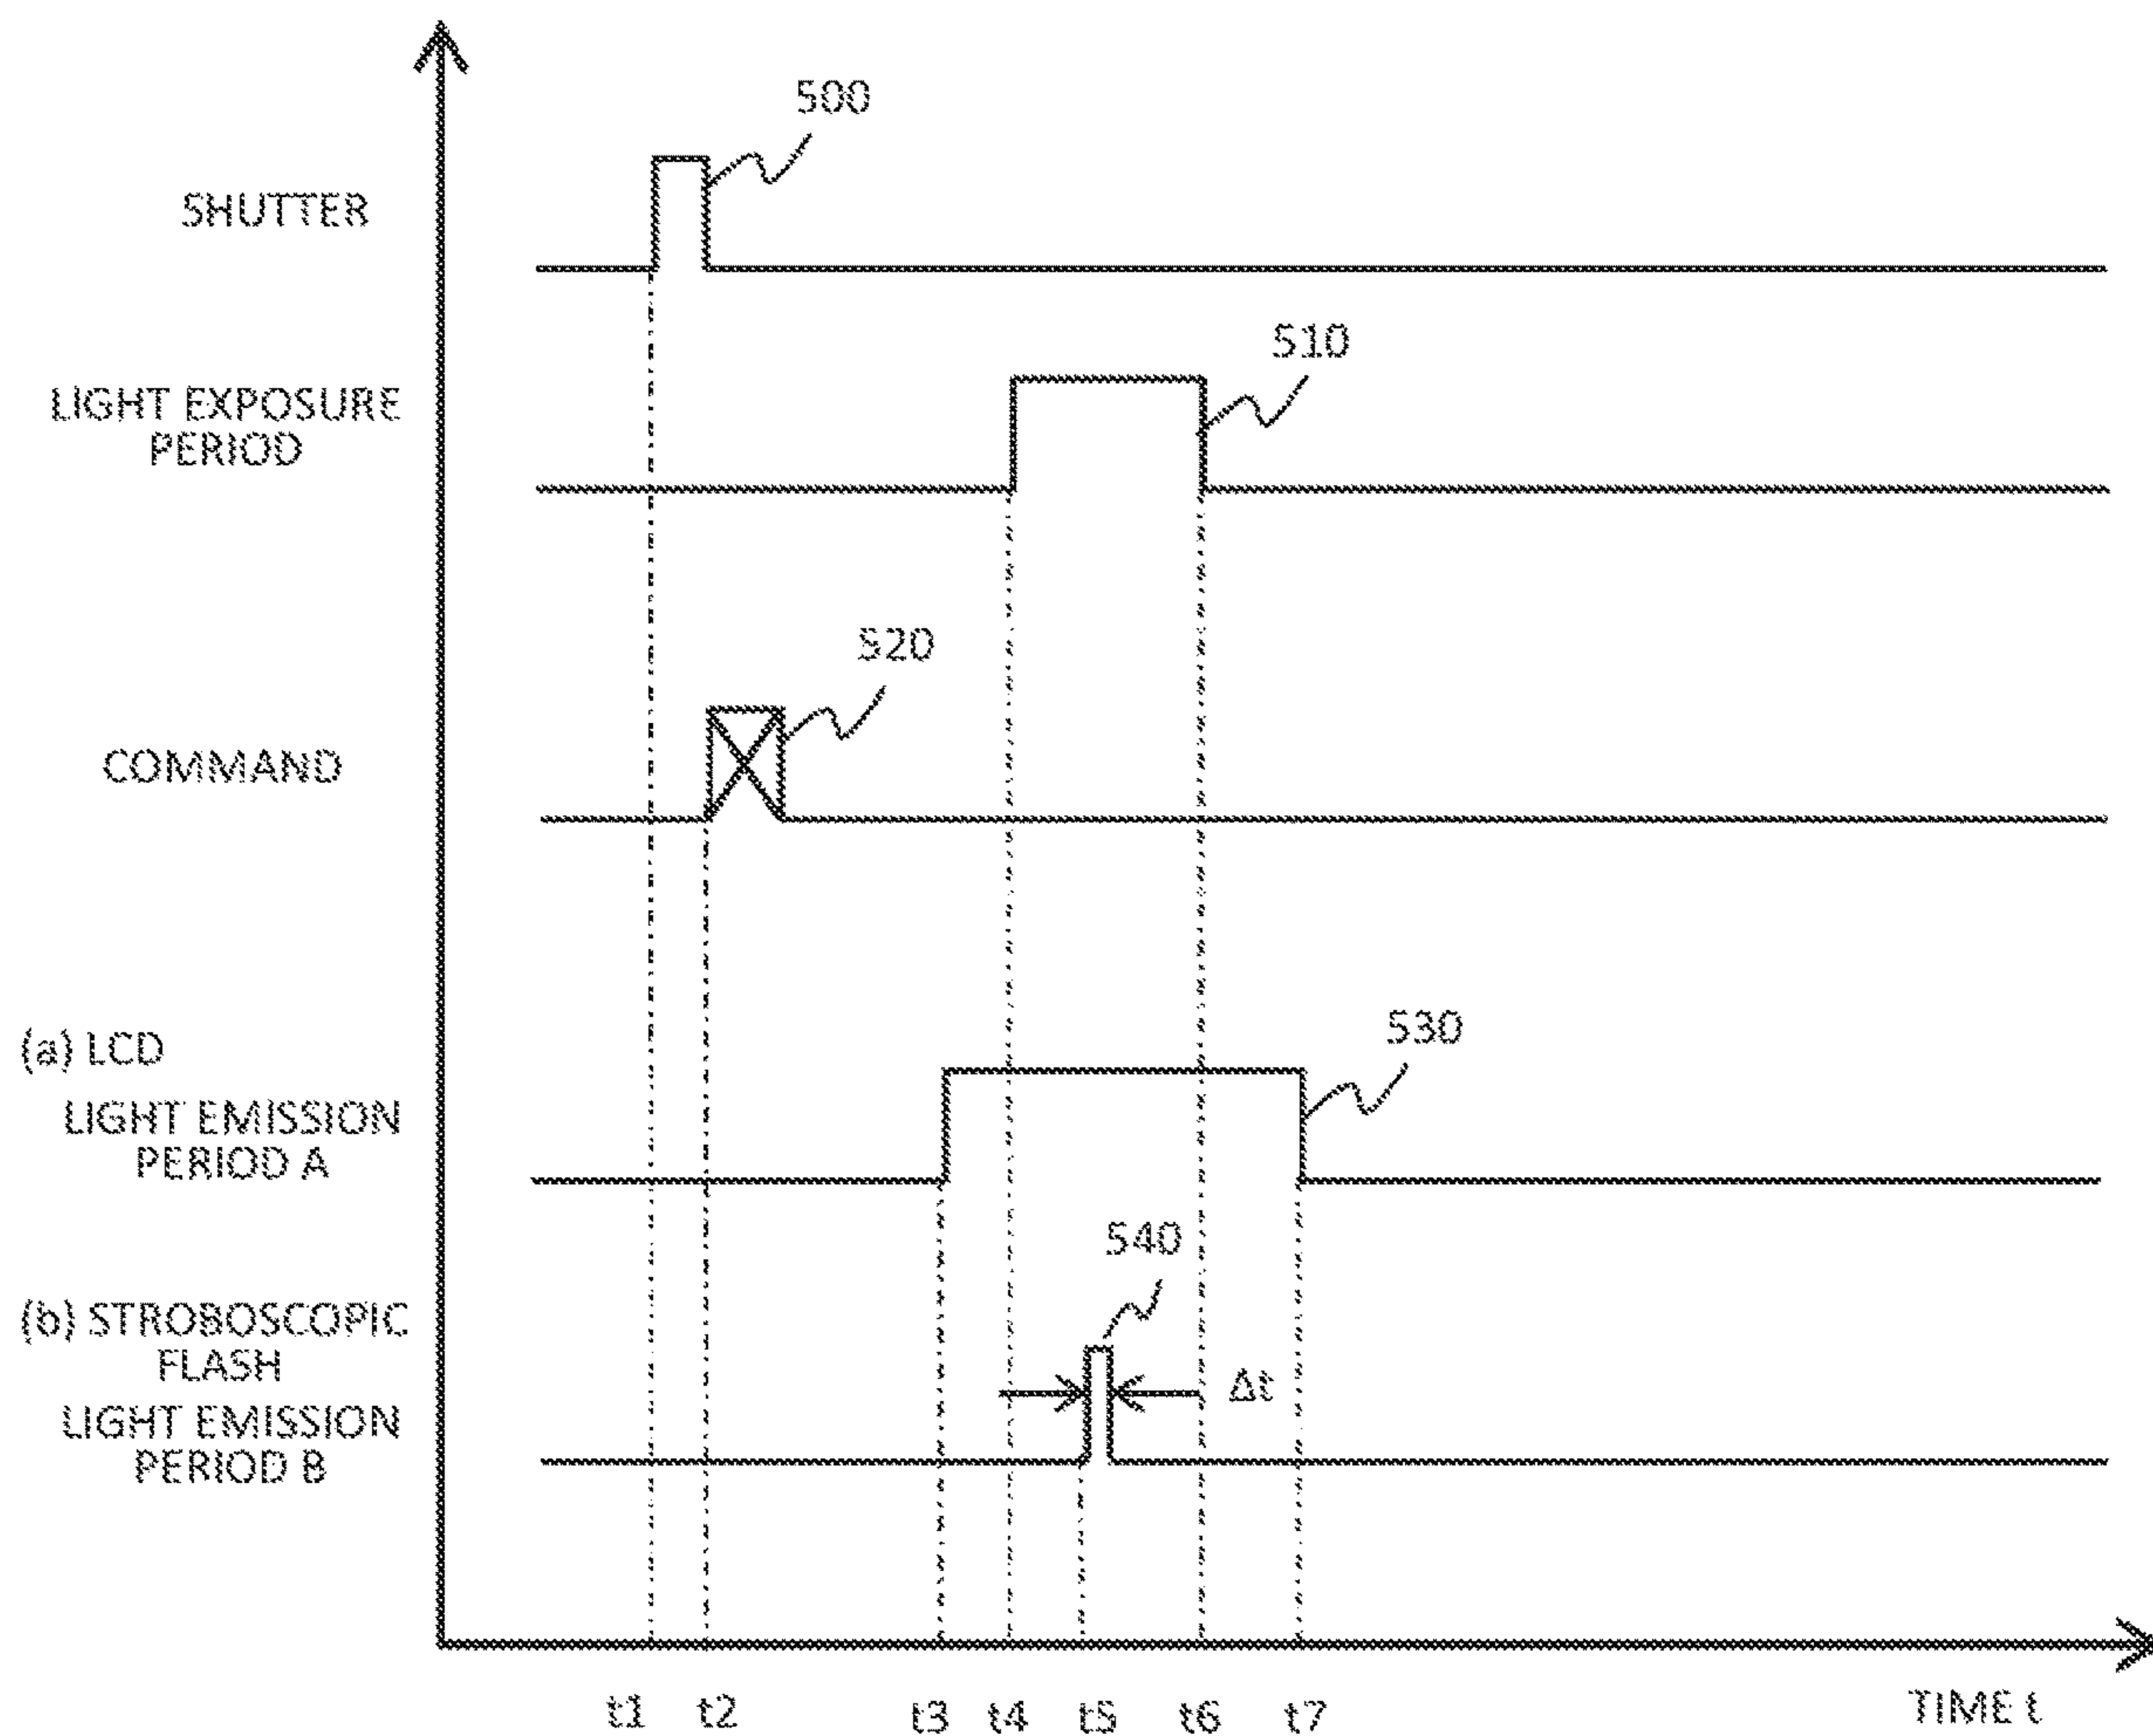 500
SHUTTER
510
LIGHT EXPOSURE
PERIOD
520
COMMAND
530
(a) LCD
LIGHT EMISSION
PERIOD A
540
(b) STROBOSCOPIC
FLASH
Δt
LIGHT EMISSION
PERIOD B
t1 t2 t3 t4 t5 t6 t7 TIME t